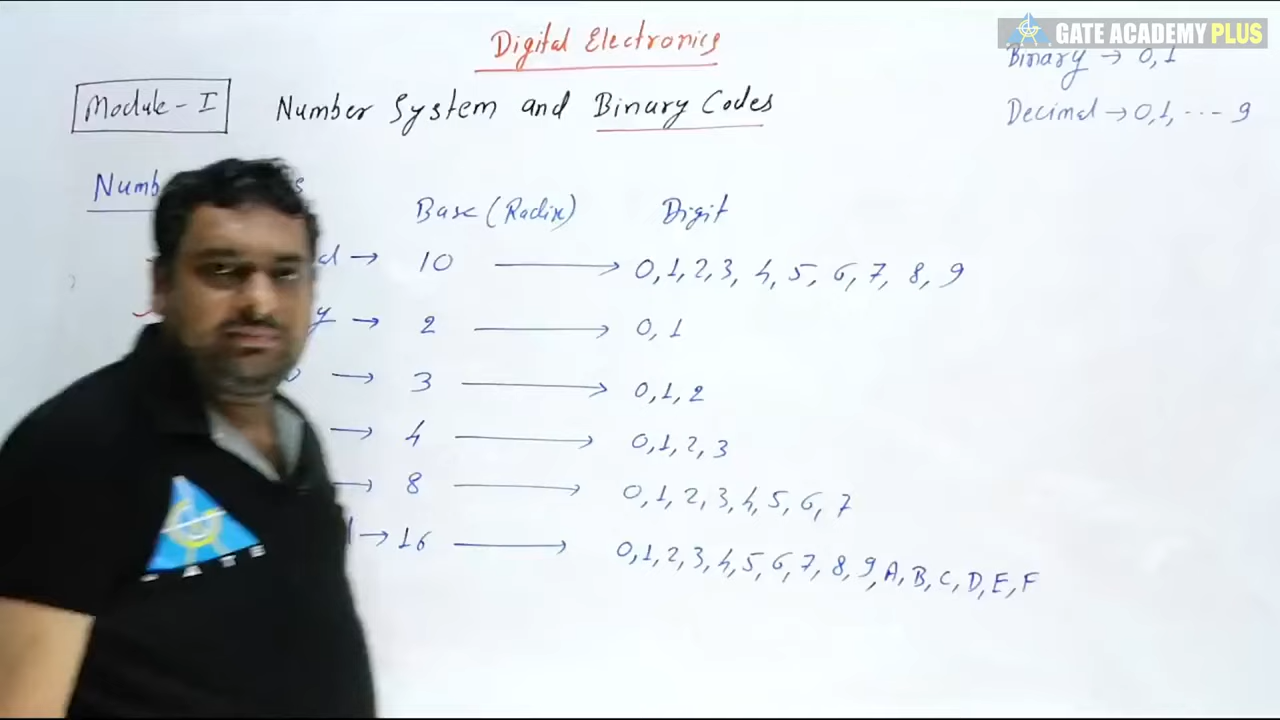 Digital Electronics
GATE ACADEMY PLUS
Binary → 0,1
Module - I Number System and Binary Codes
Decimal → 0,1, ... 9
Base (Radix) Digit
→ 10 → 0,1,2,3,4,5,6,7,8,9
→ 2 → 0,1
→ 3 → 0,1,2
→ 4 → 0,1,2,3
→ 8 → 0,1,2,3,4,5,6,7
→ 16 → 0,1,2,3,4,5,6,7,8,9,A,B,C,D,E,F